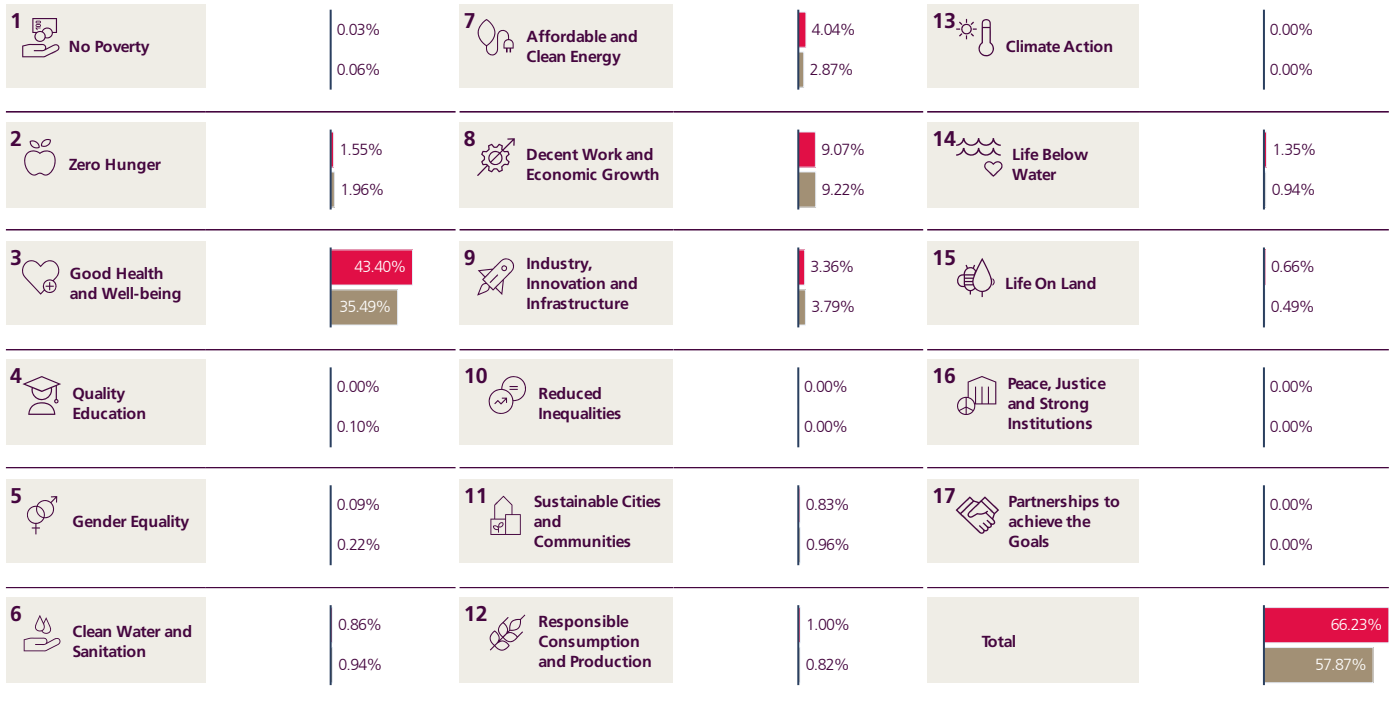 1
No Poverty
0.03%
0.06%
2
Zero Hunger
1.55%
1.96%
3
Good Health
and Well-being
43.40%
35.49%
4
Quality
Education
0.00%
0.10%
5
Gender Equality
0.09%
0.22%
6
Clean Water and
Sanitation
0.86%
0.94%
7
Affordable and
Clean Energy
4.04%
2.87%
8
Decent Work and
Economic Growth
9.07%
9.22%
9
Industry,
Innovation and
Infrastructure
3.36%
3.79%
10
Reduced
Inequalities
0.00%
0.00%
11
Sustainable Cities
and
Communities
0.83%
0.96%
12
Responsible
Consumption
and Production
1.00%
0.82%
13
Climate Action
0.00%
0.00%
14
Life Below
Water
1.35%
0.94%
15
Life On Land
0.66%
0.49%
16
Peace, Justice
and Strong
Institutions
0.00%
0.00%
17
Partnerships to
achieve the
Goals
0.00%
0.00%
Total
66.23%
57.87%